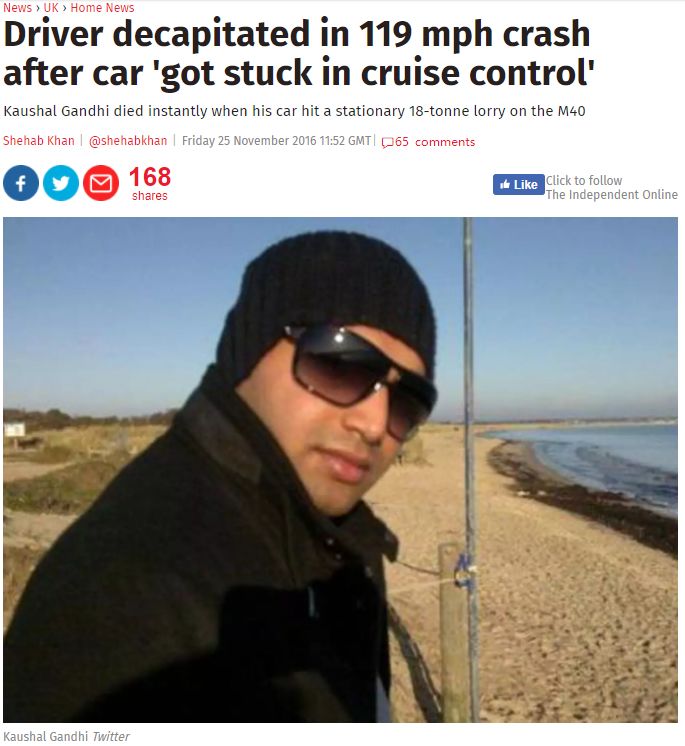 News › UK › Home News
Driver decapitated in 119 mph crash
after car 'got stuck in cruise control'
Kaushal Gandhi died instantly when his car hit a stationary 18-tonne lorry on the M40
Shehab Khan | @shehabkhan | Friday 25 November 2016 11:52 GMT | 65 comments
168
shares
Like Click to follow
The Independent Online
Kaushal Gandhi Twitter